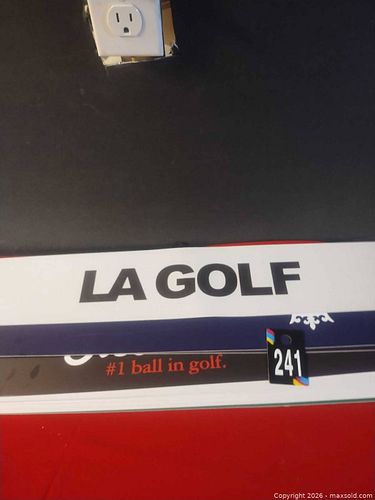 LA GOLF
#1 ball in golf.
241
Copyright 2026 - maxsold.com